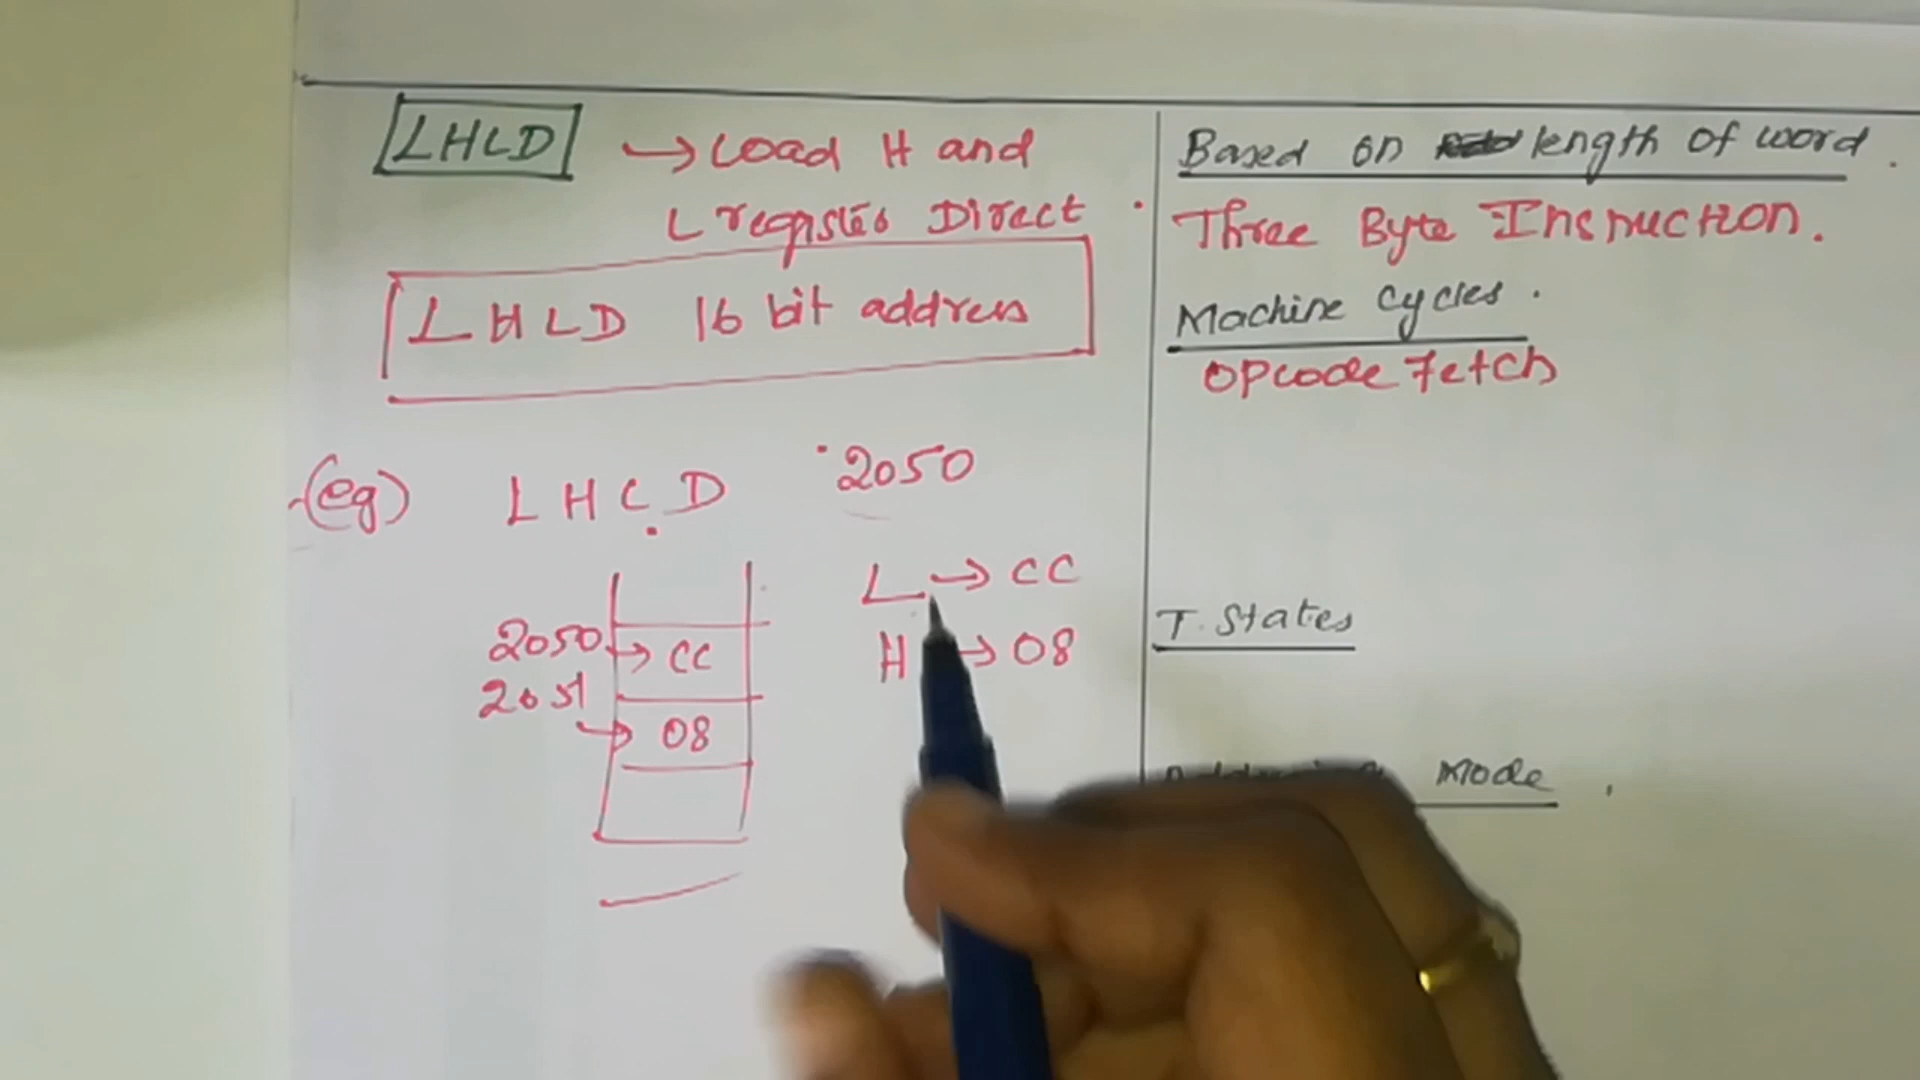 LHLD → Load H and
L register Direct.
LHLD 16 bit address
(eg) LHLD 2050
2050 → CC
2051 → 08
L → CC
H → 08
Based on length of word.
Three Byte Instruction.
Machine Cycles.
Opcode Fetch
T. States
Mode.